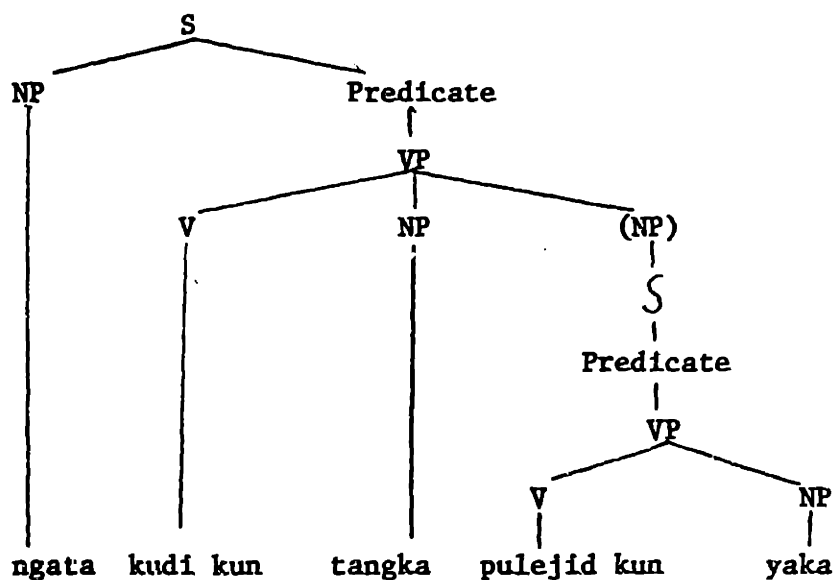 S
NP Predicate
VP
V NP (NP)
S
Predicate
VP
V NP
ngata kudi kun tangka pulejid kun yaka